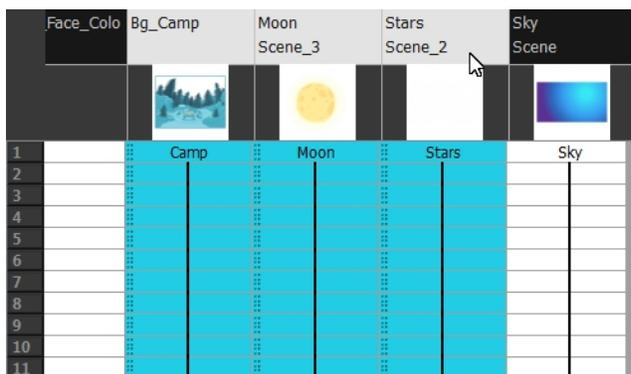 _Face_Colo
Bg_Camp
Moon
Scene_3
Stars
Scene_2
Sky
Scene
1 Camp Moon Stars Sky
2
3
4
5
6
7
8
9
10
11